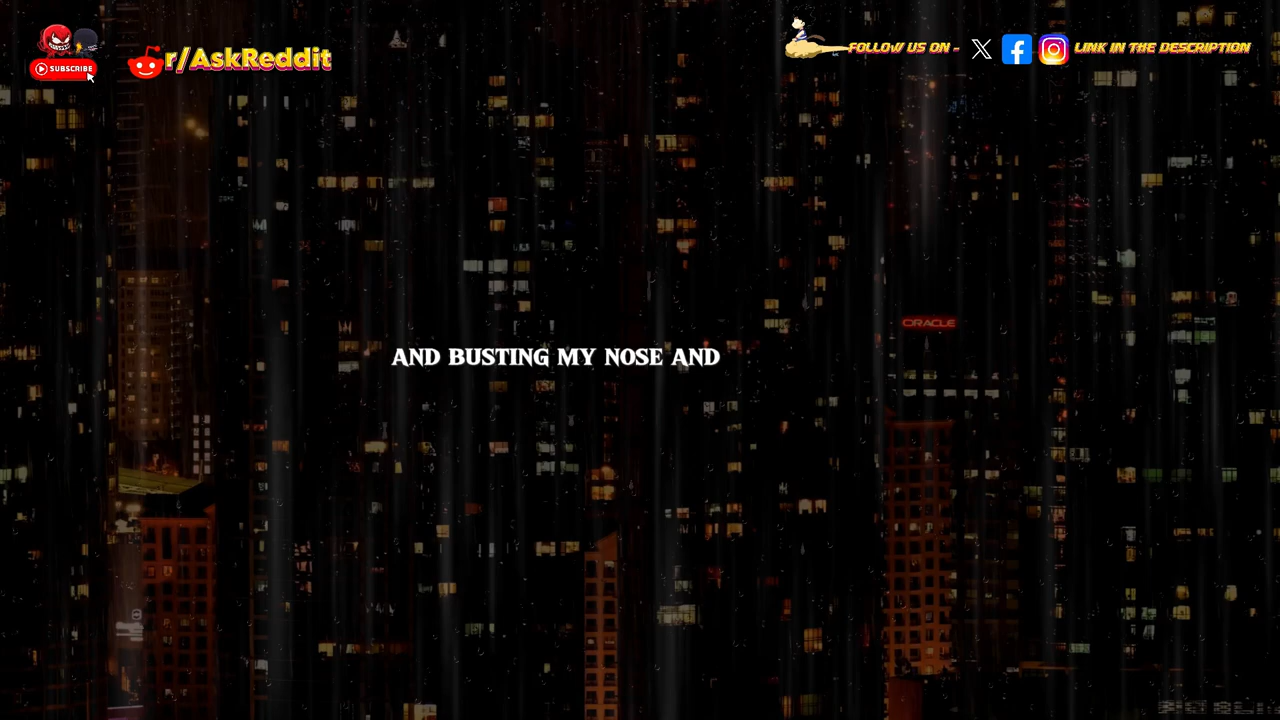 SUBSCRIBE
r/AskReddit
FOLLOW US ON -
LINK IN THE DESCRIPTION
ORACLE
AND BUSTING MY NOSE AND